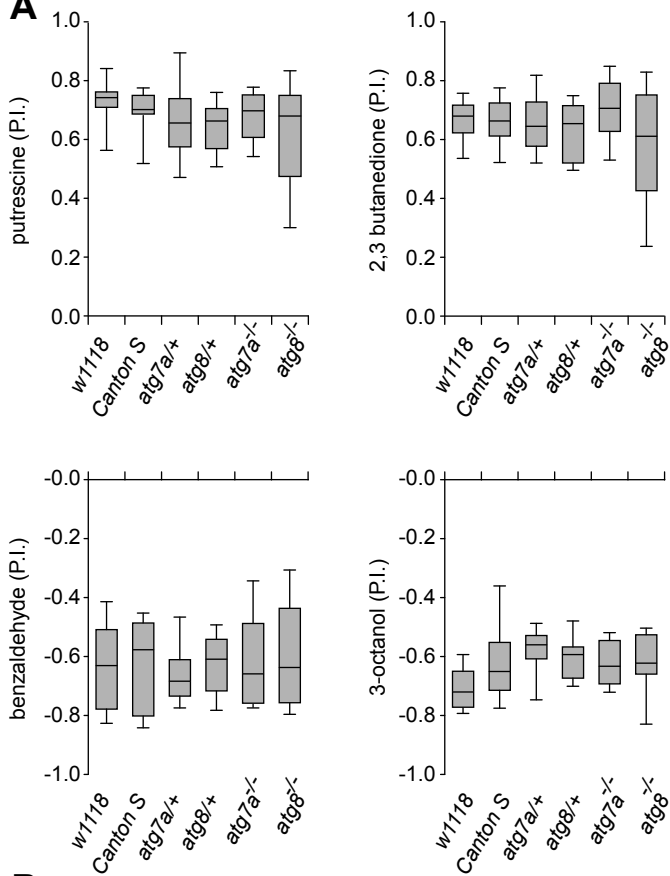 A
putrescine (P.I.)
1.0
0.8
0.6
0.4
0.2
0.0
w1118
Canton S
atg7a/+
atg8/+
atg7a-/-
atg8-/-
2,3 butanedione (P.I.)
1.0
0.8
0.6
0.4
0.2
0.0
w1118
Canton S
atg7a/+
atg8/+
atg7a-/-
atg8-/-
benzaldehyde (P.I.)
-0.0
-0.2
-0.4
-0.6
-0.8
-1.0
w1118
Canton S
atg7a/+
atg8/+
atg7a-/-
atg8-/-
3-octanol (P.I.)
-0.0
-0.2
-0.4
-0.6
-0.8
-1.0
w1118
Canton S
atg7a/+
atg8/+
atg7a-/-
atg8-/-